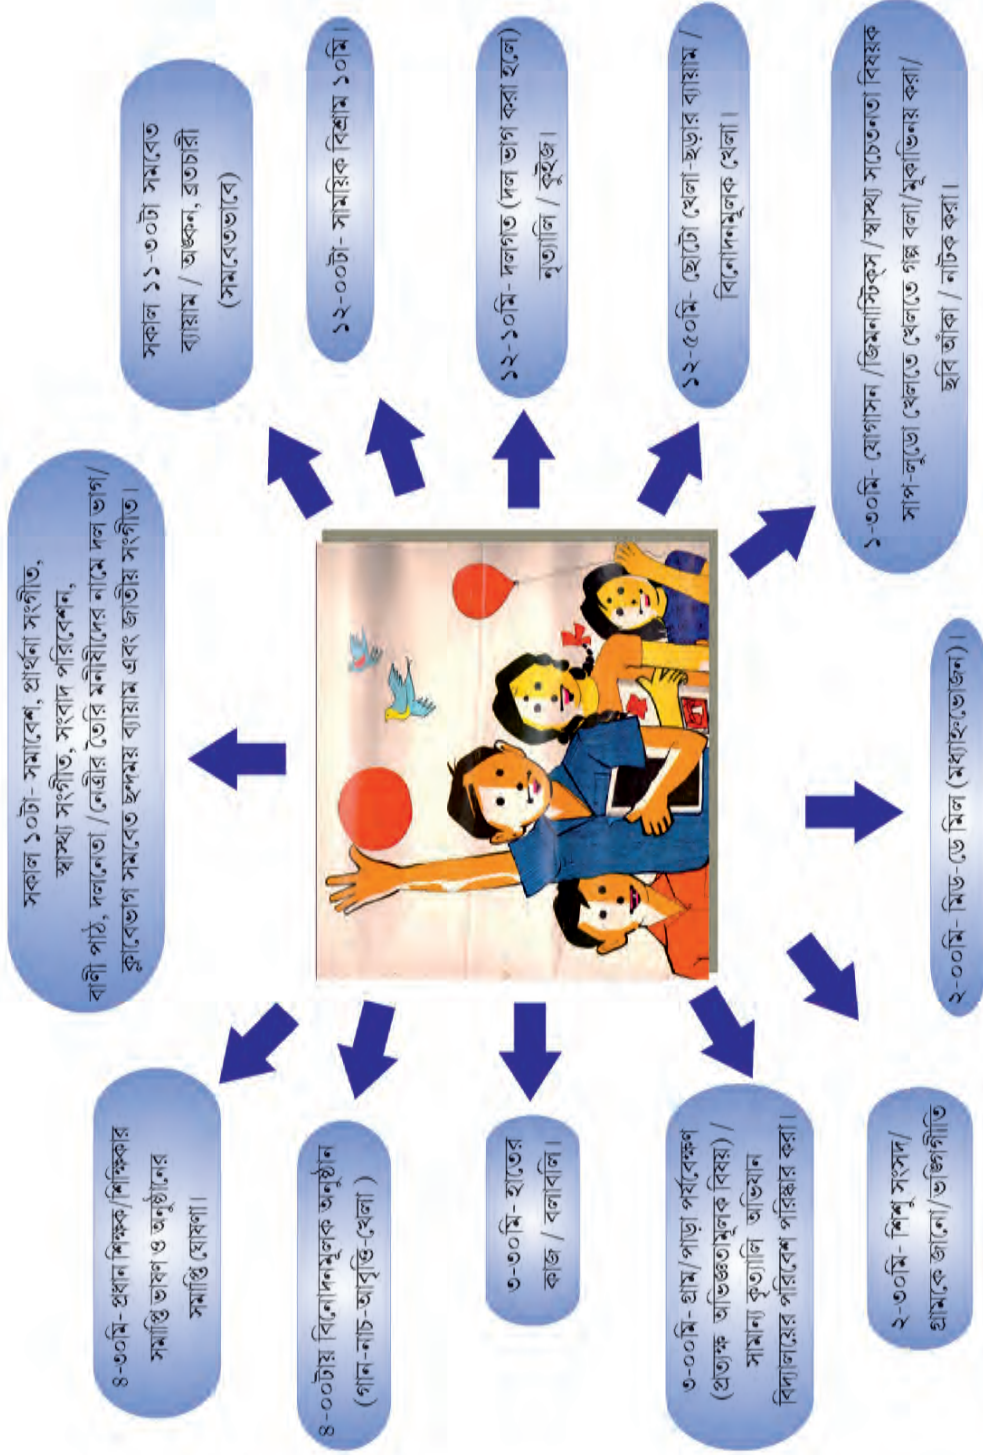 সকাল ১০টা- সমাবেশ, প্রার্থনা সংগীত,
স্বাস্থ্য সংগীত, সংবাদ পরিবেশন,
বাণী পাঠ, দলনেতা /নেত্রীর তৈরি মনীষীদের নামে দল ভাগ/
ক্লাবেভাগ সমবেত ছন্দময় ব্যায়াম এবং জাতীয় সংগীত।
সকাল ১১-৩০টা সমবেত
ব্যায়াম / অঙ্কন, ব্রতচারী
(সমবেতভাবে)
১২-০০টা- সাময়িক বিশ্রাম ১০মি।
১২-১০মি- দলগত (দল ভাগ করা হলে)
নৃত্যালি / কুইজ।
১২-৫০মি- ছোটো খেলা-ছড়ার ব্যায়াম /
বিনোদনমূলক খেলা।
১-৩০মি- যোগাসন /জিমনাস্টিক্স /স্বাস্থ্য সচেতনতা বিষয়ক
সাপ-লুডো খেলতে খেলতে গল্প বলা/মূকাভিনয় করা/
ছবি আঁকা / নাটক করা।
২-০০মি- মিড-ডে মিল (মধ্যাহ্নভোজন)।
২-৩০মি- শিশু সংসদ/
গ্রামকে জানো/ভঙ্গিগীতি
৩-০০মি- গ্রাম/পাড়া পর্যবেক্ষণ
(প্রত্যক্ষ অভিজ্ঞতামূলক বিষয়) /
সামান্য কৃত্যালি অভিযান
বিদ্যালয়ের পরিবেশ পরিষ্কার করা।
৩-৩০মি- হাতের
কাজ / বলাবলি।
৪-০০টায় বিনোদনমূলক অনুষ্ঠান
(গান-নাচ-আবৃত্তি-খেলা )
৪-৩০মি- প্রধান শিক্ষক/শিক্ষিকার
সমাপ্তি ভাষণ ও অনুষ্ঠানের
সমাপ্তি ঘোষণা।